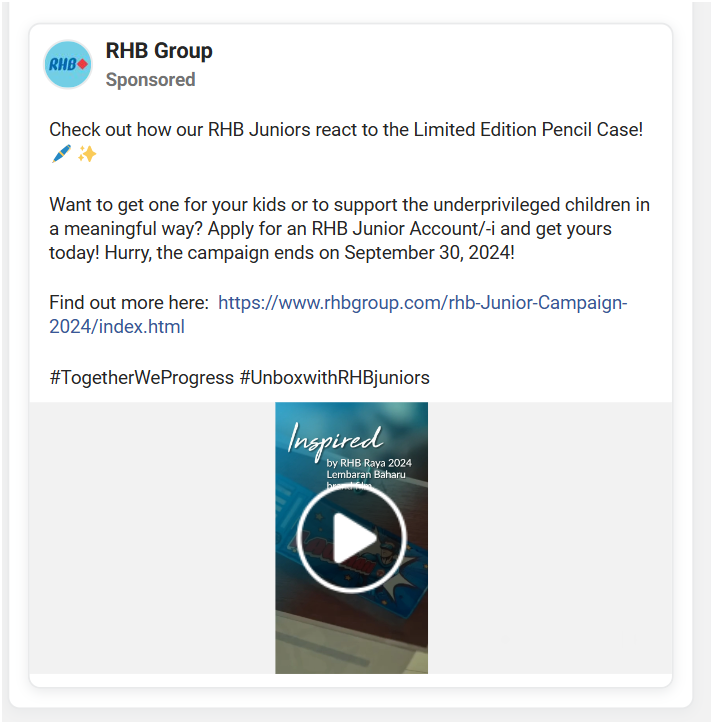 RHB
RHB Group
Sponsored
Check out how our RHB Juniors react to the Limited Edition Pencil Case!
🖌️✨
Want to get one for your kids or to support the underprivileged children in
a meaningful way? Apply for an RHB Junior Account/-i and get yours
today! Hurry, the campaign ends on September 30, 2024!
Find out more here: https://www.rhbgroup.com/rhb-Junior-Campaign-
2024/index.html
#TogetherWeProgress #UnboxwithRHBjuniors
Inspired
by RHB Raya 2024
Lembaran Baharu
brand film